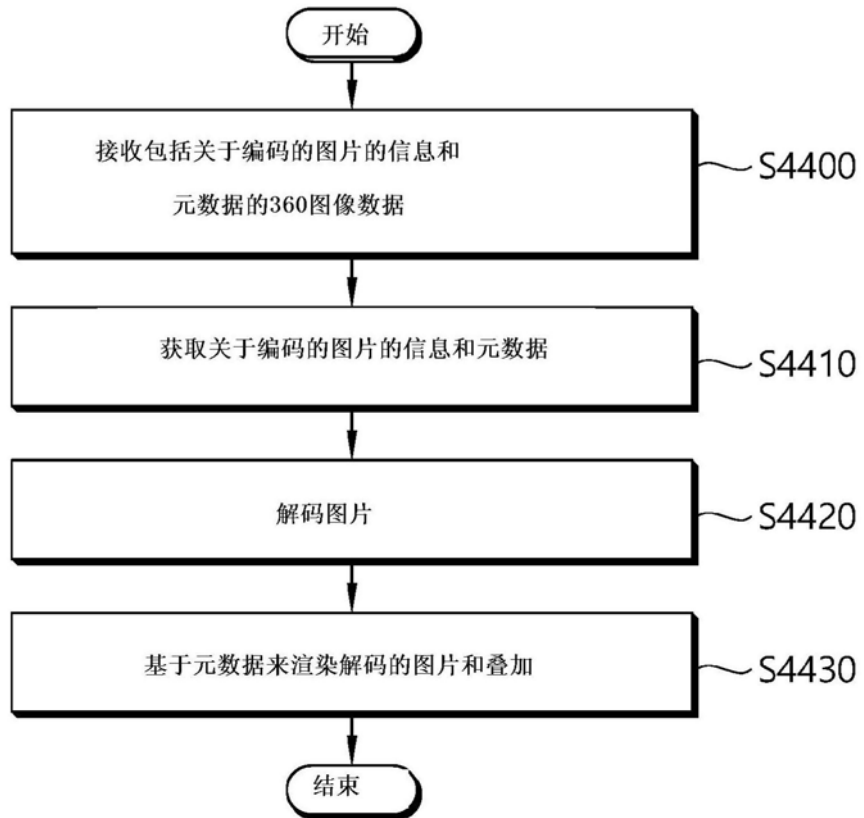 开始
接收包括关于编码的图片的信息和
元数据的360图像数据
S4400
获取关于编码的图片的信息和元数据
S4410
解码图片
S4420
基于元数据来渲染解码的图片和叠加
S4430
结束